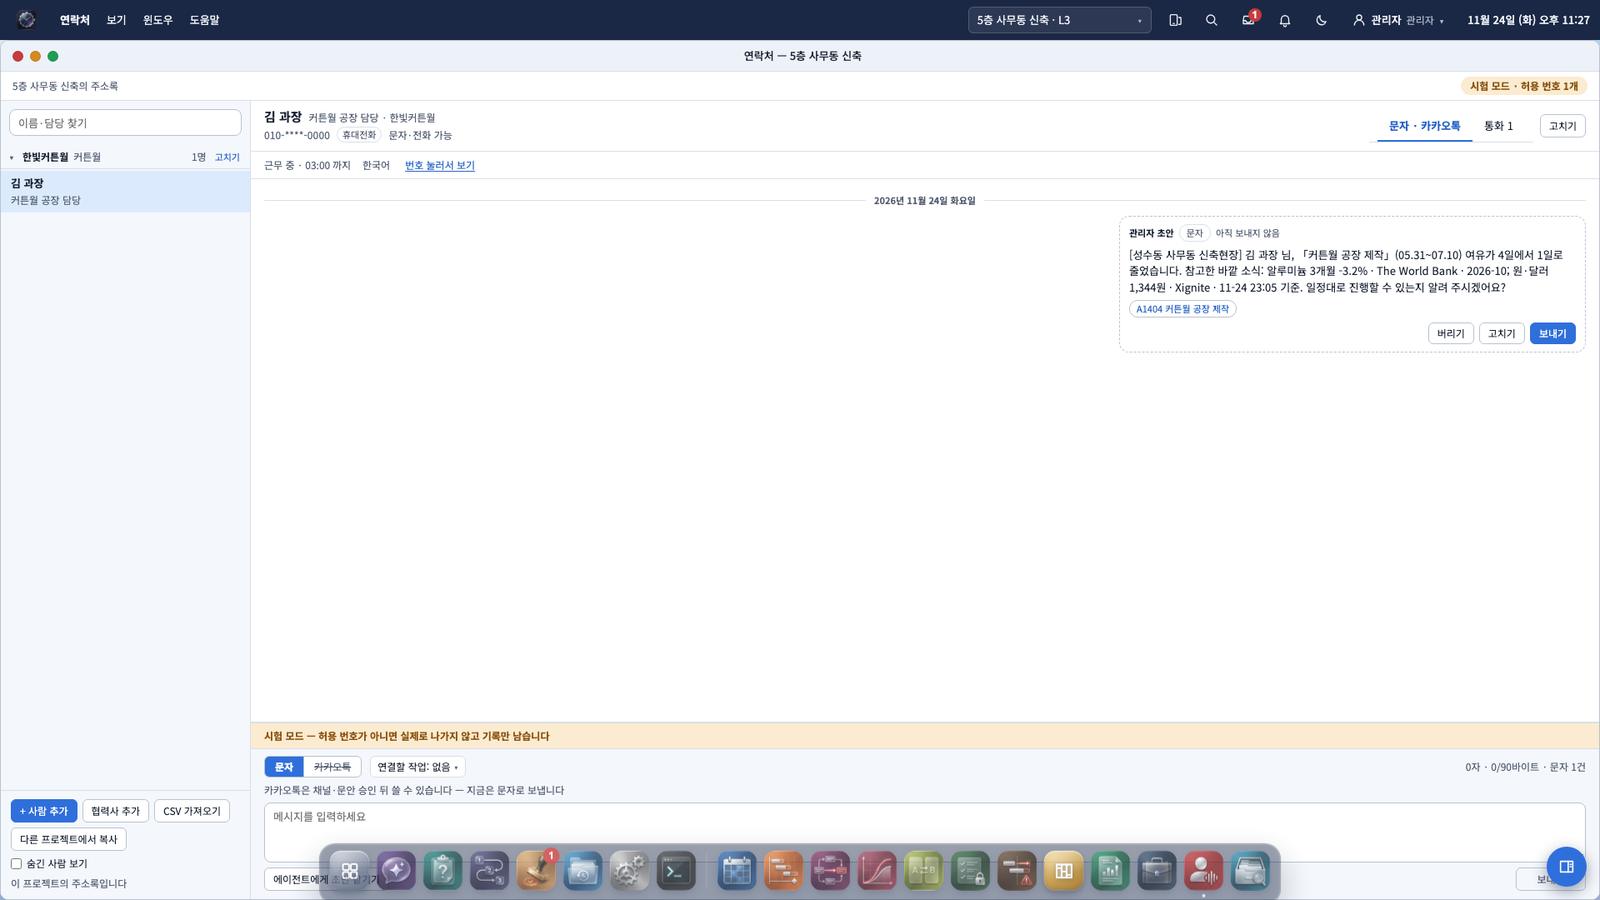 연락처 보기 윈도우 도움말 5층 사무동 신축 · L3 1 관리자 관리자 11월 24일 (화) 오후 11:27
연락처 — 5층 사무동 신축
5층 사무동 신축의 주소록 시험 모드 · 허용 번호 1개
이름·담당 찾기
한빛커튼월 커튼월 1명 고치기
김 과장
커튼월 공장 담당
김 과장 커튼월 공장 담당 · 한빛커튼월
010-****-0000 휴대전화 문자·전화 가능
문자 · 카카오톡 통화 1 고치기
근무 중 · 03:00 까지 한국어 번호 눌러서 보기
2026년 11월 24일 화요일
관리자 초안 문자 아직 보내지 않음
[성수동 사무동 신축현장] 김 과장 님, 「커튼월 공장 제작」(05.31~07.10) 여유가 4일에서 1일로
줄었습니다. 참고한 바깥 소식: 알루미늄 3개월 -3.2% · The World Bank · 2026-10; 원·달러
1,344원 · Xignite · 11-24 23:05 기준. 일정대로 진행할 수 있는지 알려 주시겠어요?
A1404 커튼월 공장 제작
버리기 고치기 보내기
시험 모드 — 허용 번호가 아니면 실제로 나가지 않고 기록만 남습니다
문자 카카오톡 연결할 작업: 없음 0자 · 0/90바이트 · 문자 1건
카카오톡은 채널·문안 승인 뒤 쓸 수 있습니다 — 지금은 문자로 보냅니다
메시지를 입력하세요
+ 사람 추가 협력사 추가 CSV 가져오기
다른 프로젝트에서 복사
숨긴 사람 보기
이 프로젝트의 주소록입니다
에이전트에게
1
A B